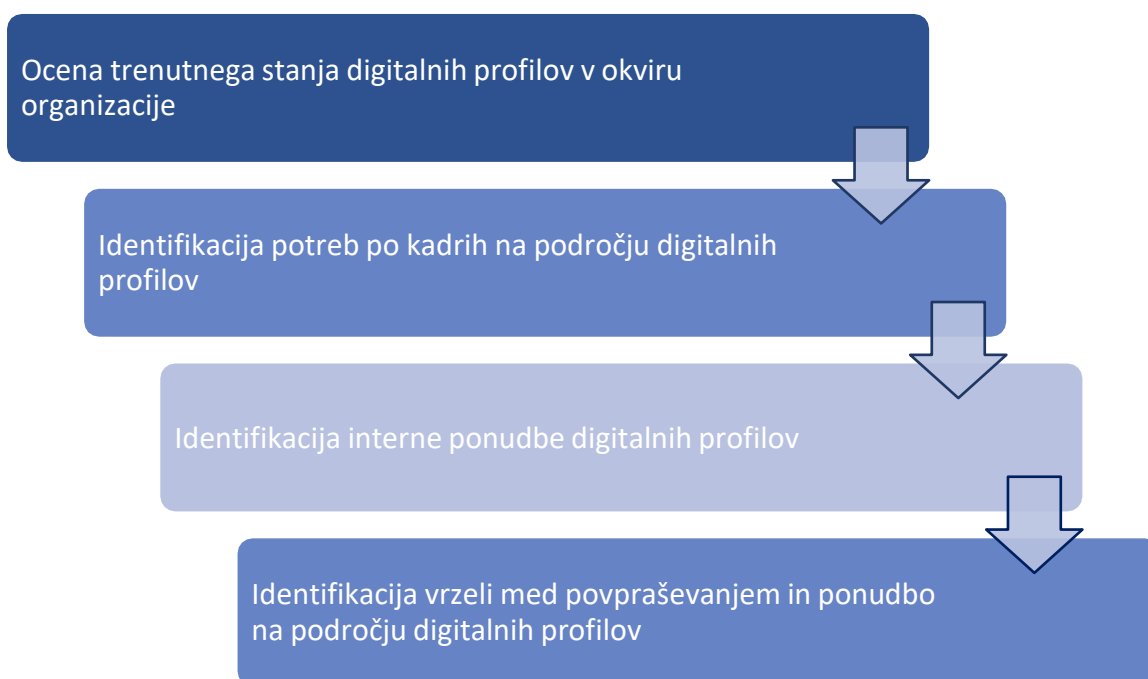 Ocena trenutnega stanja digitalnih profilov v okviru
organizacije
Identifikacija potreb po kadrih na področju digitalnih
profilov
Identifikacija interne ponudbe digitalnih profilov
Identifikacija vrzeli med povpraševanjem in ponudbo
na področju digitalnih profilov